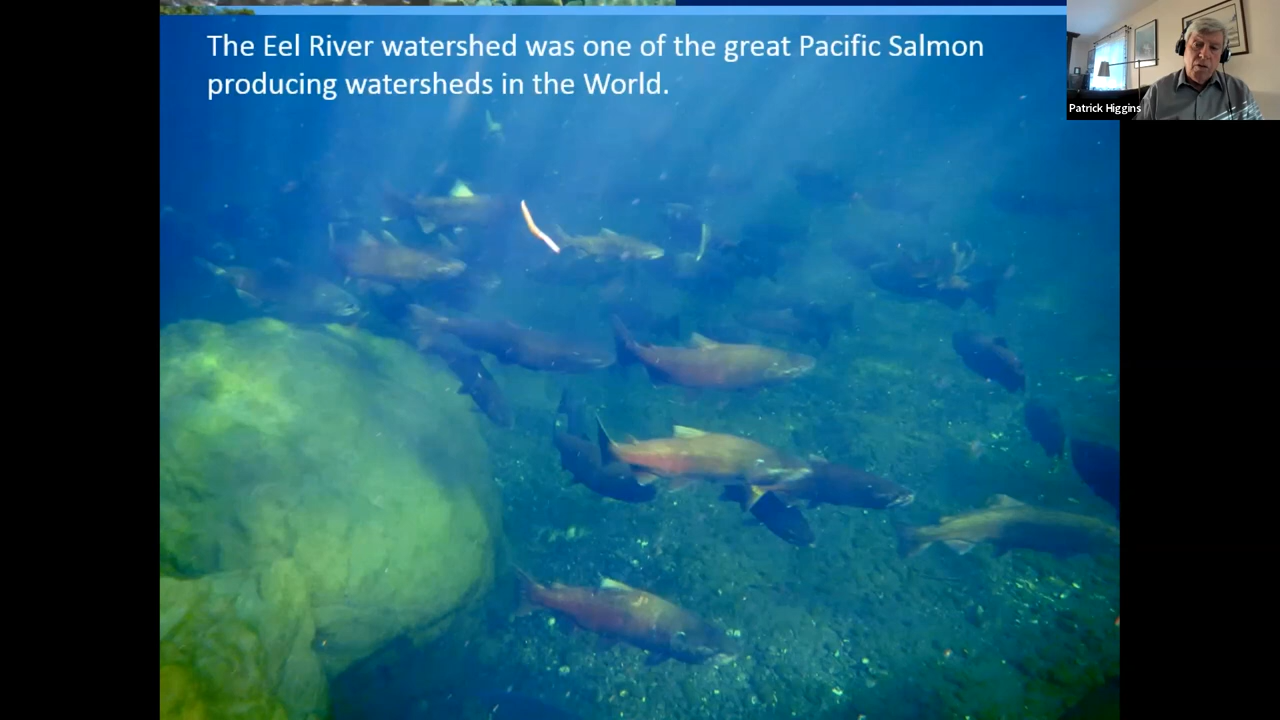 The Eel River watershed was one of the great Pacific Salmon
producing watersheds in the World.
Patrick Higgins